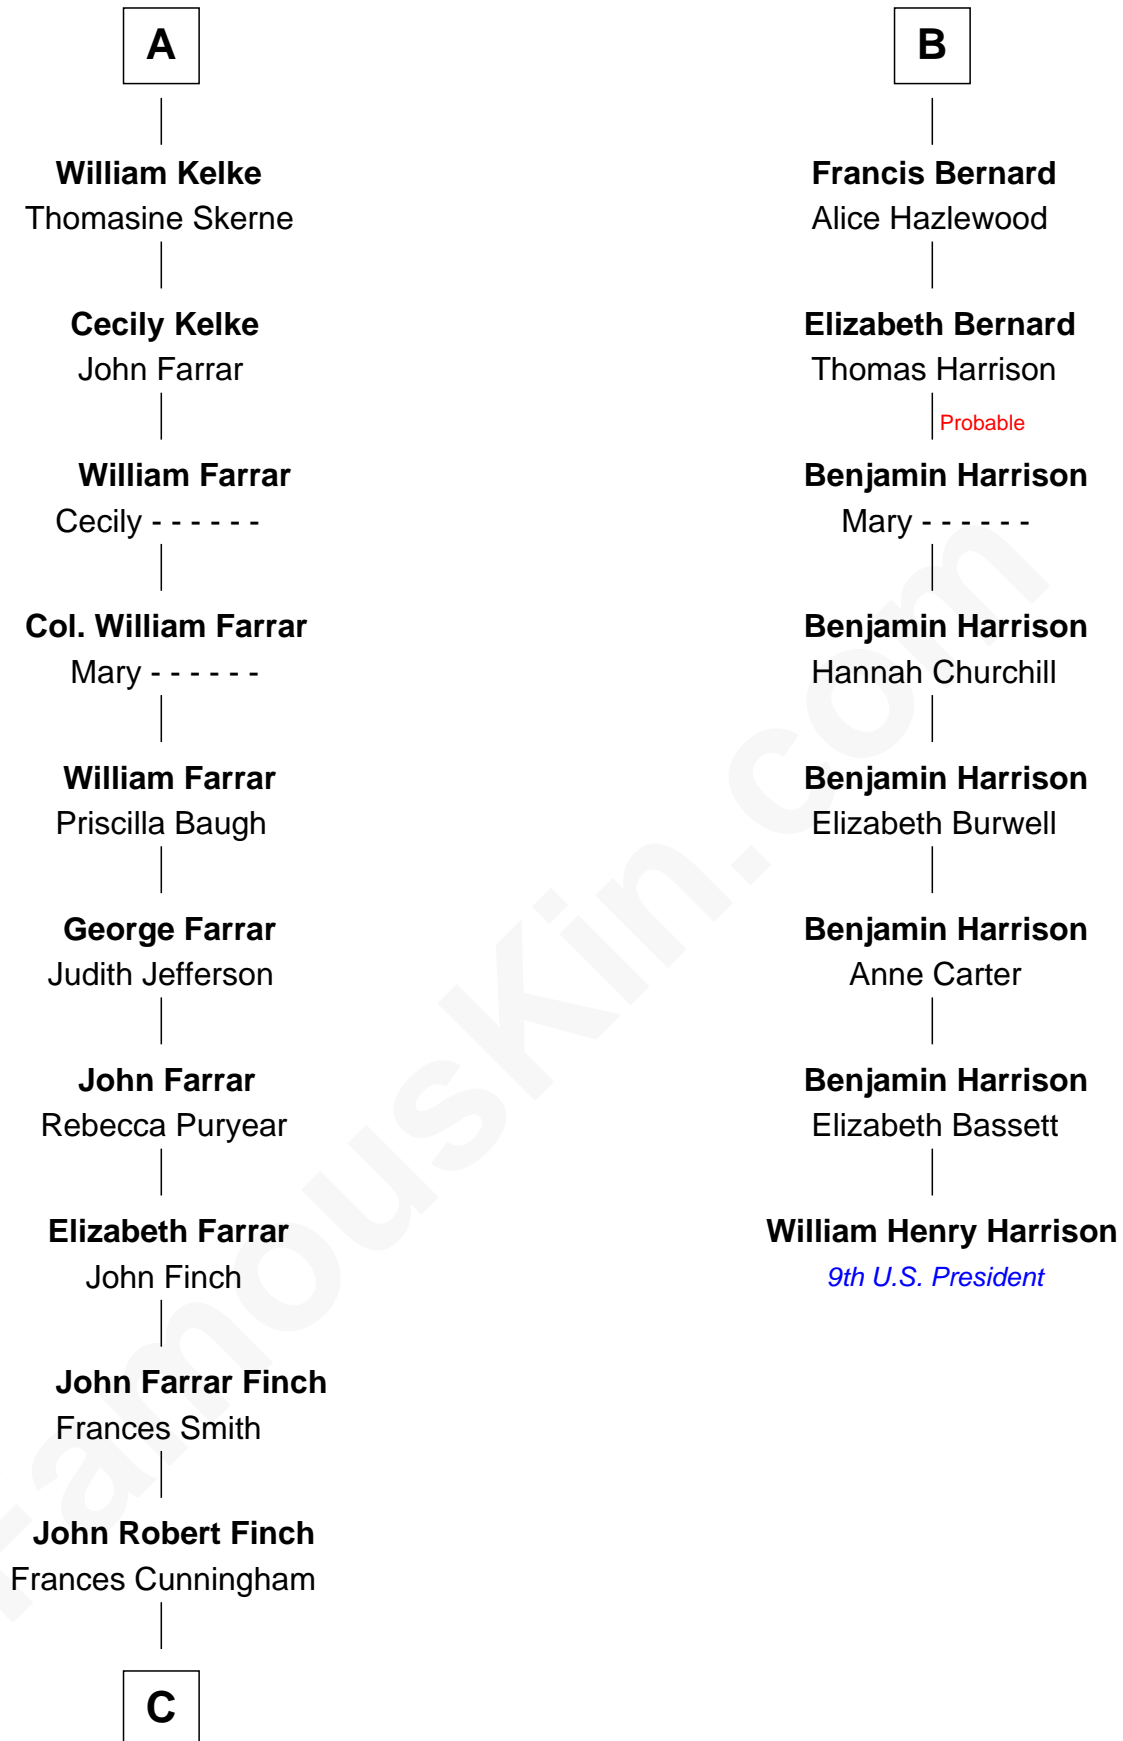 A
William Kelke
Thomasine Skerne
Cecily Kelke
John Farrar
William Farrar
Cecily - - - - - -
Col. William Farrar
Mary - - - - - -
William Farrar
Priscilla Baugh
George Farrar
Judith Jefferson
John Farrar
Rebecca Puryear
Elizabeth Farrar
John Finch
John Farrar Finch
Frances Smith
John Robert Finch
Frances Cunningham
C
B
Francis Bernard
Alice Hazlewood
Elizabeth Bernard
Thomas Harrison
Probable
Benjamin Harrison
Mary - - - - - -
Benjamin Harrison
Hannah Churchill
Benjamin Harrison
Elizabeth Burwell
Benjamin Harrison
Anne Carter
Benjamin Harrison
Elizabeth Bassett
William Henry Harrison
9th U.S. President
FamousKin.com